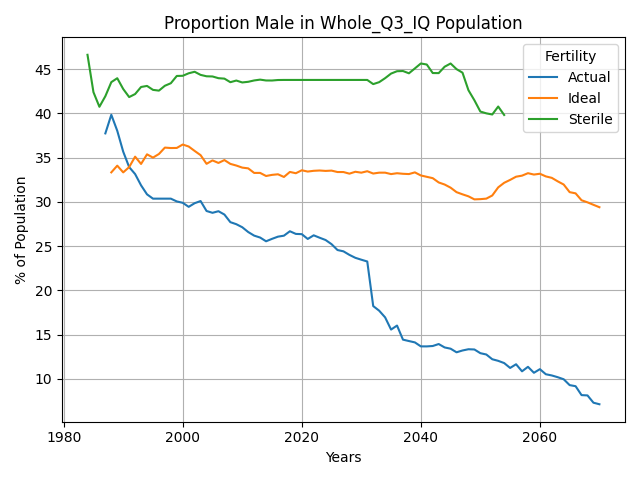 Proportion Male in Whole_Q3_IQ Population
% of Population
45
40
35
30
25
20
15
10
Fertility
Actual
Ideal
Sterile
1980 2000 2020 2040 2060
Years